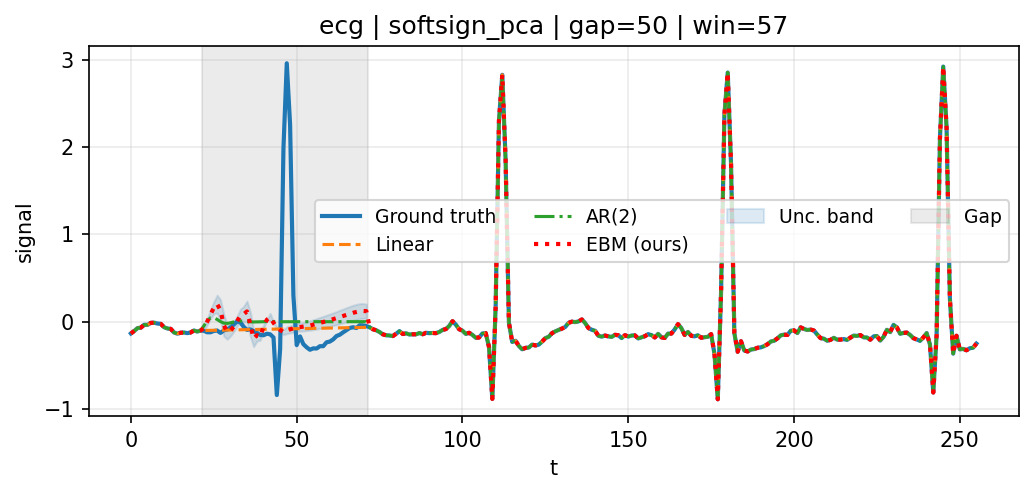 ecg | softsign_pca | gap=50 | win=57
3
2
1
0
−1
signal
Ground truth
Linear
AR(2)
EBM (ours)
Unc. band
Gap
0 50 100 150 200 250
t